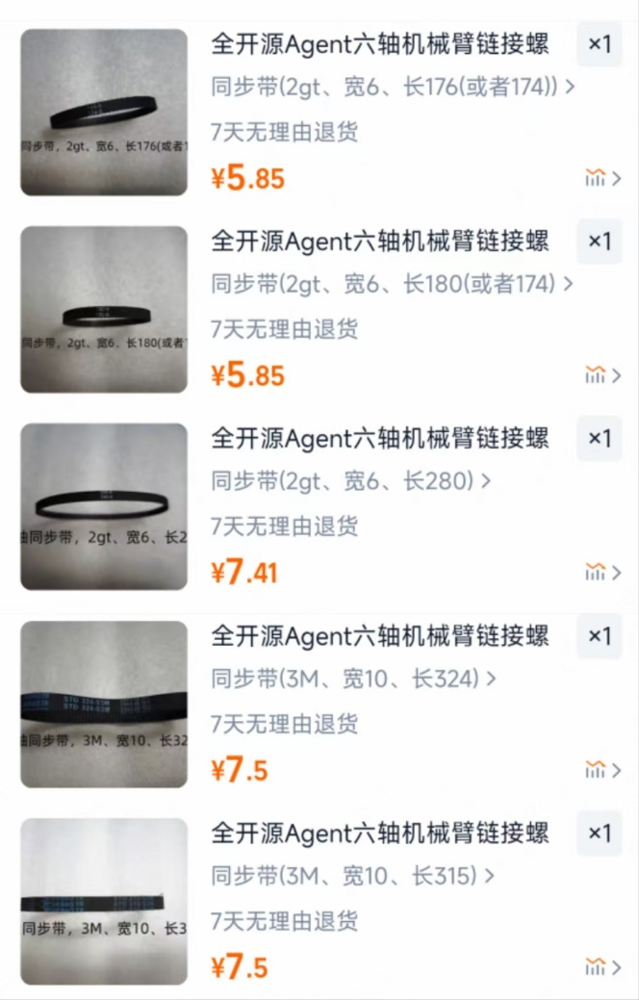 全开源Agent六轴机械臂链接螺
×1
同步带(2gt、宽6、长176(或者174)) >
7天无理由退货
¥5.85
同步带，2gt、宽6、长176(或者1
全开源Agent六轴机械臂链接螺
×1
同步带(2gt、宽6、长180(或者174) >
7天无理由退货
¥5.85
同步带，2gt、宽6、长180(或者1
全开源Agent六轴机械臂链接螺
×1
同步带(2gt、宽6、长280) >
7天无理由退货
¥7.41
轴同步带，2gt、宽6、长2
全开源Agent六轴机械臂链接螺
×1
同步带(3M、宽10、长324) >
7天无理由退货
¥7.5
轴同步带，3M、宽10、长32
全开源Agent六轴机械臂链接螺
×1
同步带(3M、宽10、长315) >
7天无理由退货
¥7.5
同步带，3M、宽10、长3